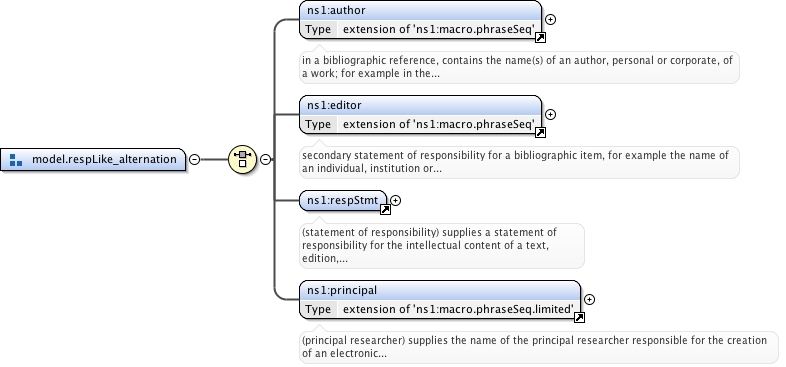 ns1:author
Type extension of 'ns1:macro.phraseSeq'
in a bibliographic reference, contains the name(s) of an author, personal or corporate, of
a work; for example in the...
ns1:editor
Type extension of 'ns1:macro.phraseSeq'
secondary statement of responsibility for a bibliographic item, for example the name of
an individual, institution or...
model.respLike_alternation
ns1:respStmt
(statement of responsibility) supplies a statement of
responsibility for the intellectual content of a text,
edition,...
ns1:principal
Type extension of 'ns1:macro.phraseSeq.limited'
(principal researcher) supplies the name of the principal researcher responsible for the creation
of an electronic...